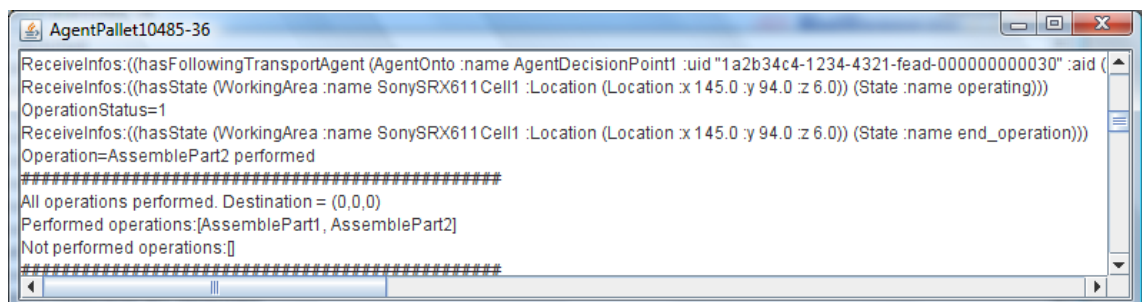 AgentPallet10485-36
ReceiveInfos:((hasFollowingTransportAgent (AgentOnto :name AgentDecisionPoint1 :uid "1a2b34c4-1234-4321-fead-000000000030" :aid (
ReceiveInfos:((hasState (WorkingArea :name SonySRX611Cell1 :Location (Location :x 145.0 :y 94.0 :z 6.0)) (State :name operating)))
OperationStatus=1
ReceiveInfos:((hasState (WorkingArea :name SonySRX611Cell1 :Location (Location :x 145.0 :y 94.0 :z 6.0)) (State :name end_operation)))
Operation=AssemblePart2 performed
################################################
All operations performed. Destination = (0,0,0)
Performed operations:[AssemblePart1, AssemblePart2]
Not performed operations:[]
################################################